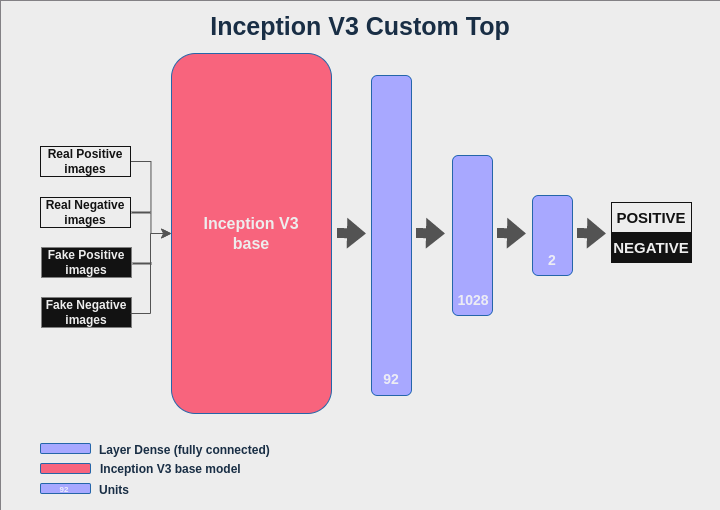 Inception V3 Custom Top
Real Positive
images
Real Negative
images
Fake Positive
images
Fake Negative
images
Inception V3
base
92
1028
2
POSITIVE
NEGATIVE
Layer Dense (fully connected)
Inception V3 base model
92
Units